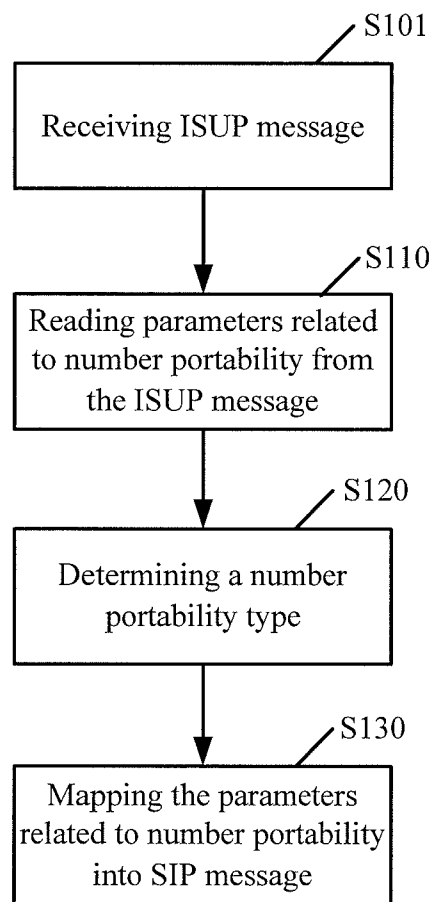 S101
Receiving ISUP message
S110
Reading parameters related
to number portability from
the ISUP message
S120
Determining a number
portability type
S130
Mapping the parameters
related to number portability
into SIP message